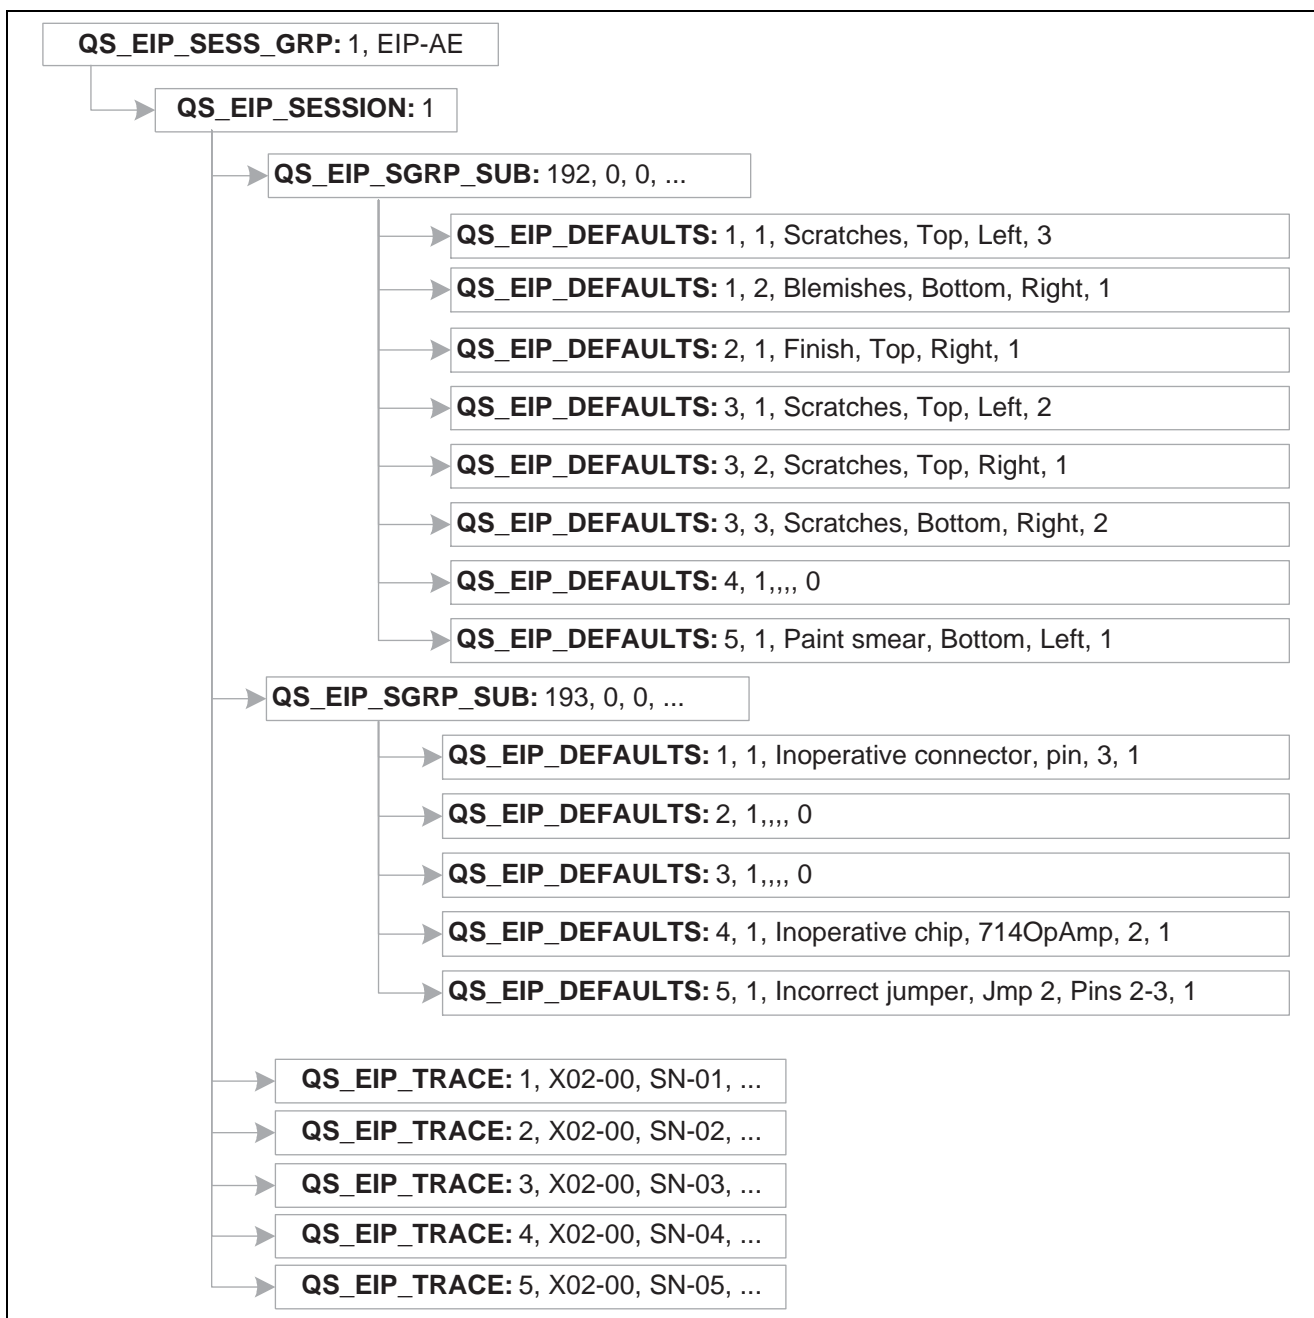 QS_EIP_SESS_GRP: 1, EIP-AE
QS_EIP_SESSION: 1
QS_EIP_SGRP_SUB: 192, 0, 0, ...
QS_EIP_DEFAULTS: 1, 1, Scratches, Top, Left, 3
QS_EIP_DEFAULTS: 1, 2, Blemishes, Bottom, Right, 1
QS_EIP_DEFAULTS: 2, 1, Finish, Top, Right, 1
QS_EIP_DEFAULTS: 3, 1, Scratches, Top, Left, 2
QS_EIP_DEFAULTS: 3, 2, Scratches, Top, Right, 1
QS_EIP_DEFAULTS: 3, 3, Scratches, Bottom, Right, 2
QS_EIP_DEFAULTS: 4, 1,,,, 0
QS_EIP_DEFAULTS: 5, 1, Paint smear, Bottom, Left, 1
QS_EIP_SGRP_SUB: 193, 0, 0, ...
QS_EIP_DEFAULTS: 1, 1, Inoperative connector, pin, 3, 1
QS_EIP_DEFAULTS: 2, 1,,,, 0
QS_EIP_DEFAULTS: 3, 1,,,, 0
QS_EIP_DEFAULTS: 4, 1, Inoperative chip, 714OpAmp, 2, 1
QS_EIP_DEFAULTS: 5, 1, Incorrect jumper, Jmp 2, Pins 2-3, 1
QS_EIP_TRACE: 1, X02-00, SN-01, ...
QS_EIP_TRACE: 2, X02-00, SN-02, ...
QS_EIP_TRACE: 3, X02-00, SN-03, ...
QS_EIP_TRACE: 4, X02-00, SN-04, ...
QS_EIP_TRACE: 5, X02-00, SN-05, ...